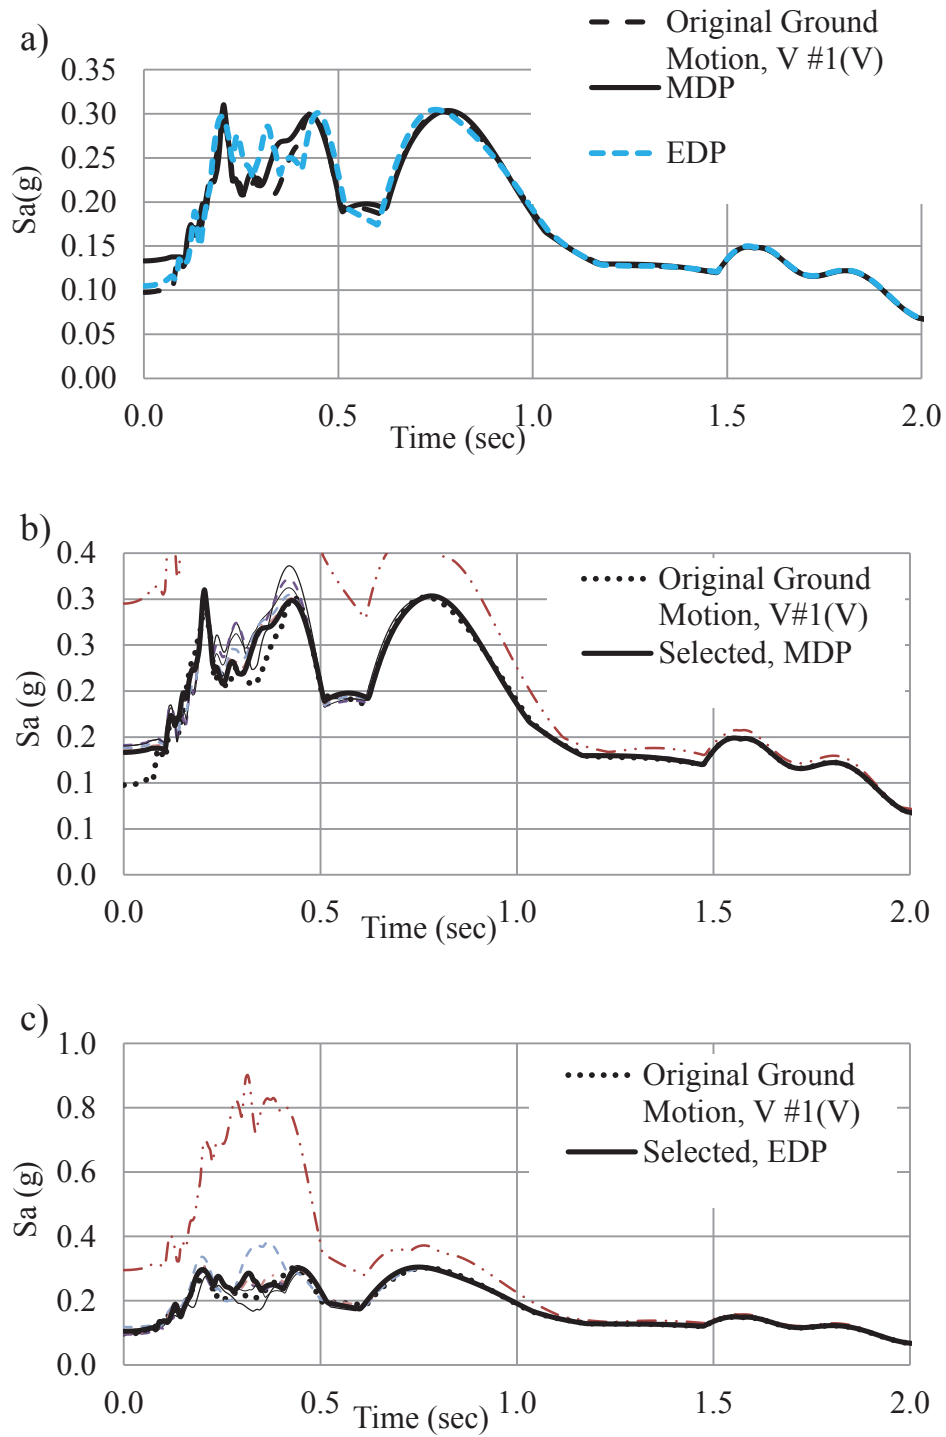 a)
Original Ground
Motion, V #1(V)
MDP
EDP
0.35
0.30
0.25
0.20
0.15
0.10
0.05
0.00
Sa(g)
0.0 0.5 1.0 1.5 2.0
Time (sec)
b)
Original Ground
Motion, V#1(V)
Selected, MDP
0.4
0.3
0.3
0.2
0.2
0.1
0.1
0.0
Sa (g)
0.0 0.5 1.0 1.5 2.0
Time (sec)
c)
Original Ground
Motion, V #1(V)
Selected, EDP
1.0
0.8
0.6
0.4
0.2
0.0
Sa (g)
0.0 0.5 1.0 1.5 2.0
Time (sec)